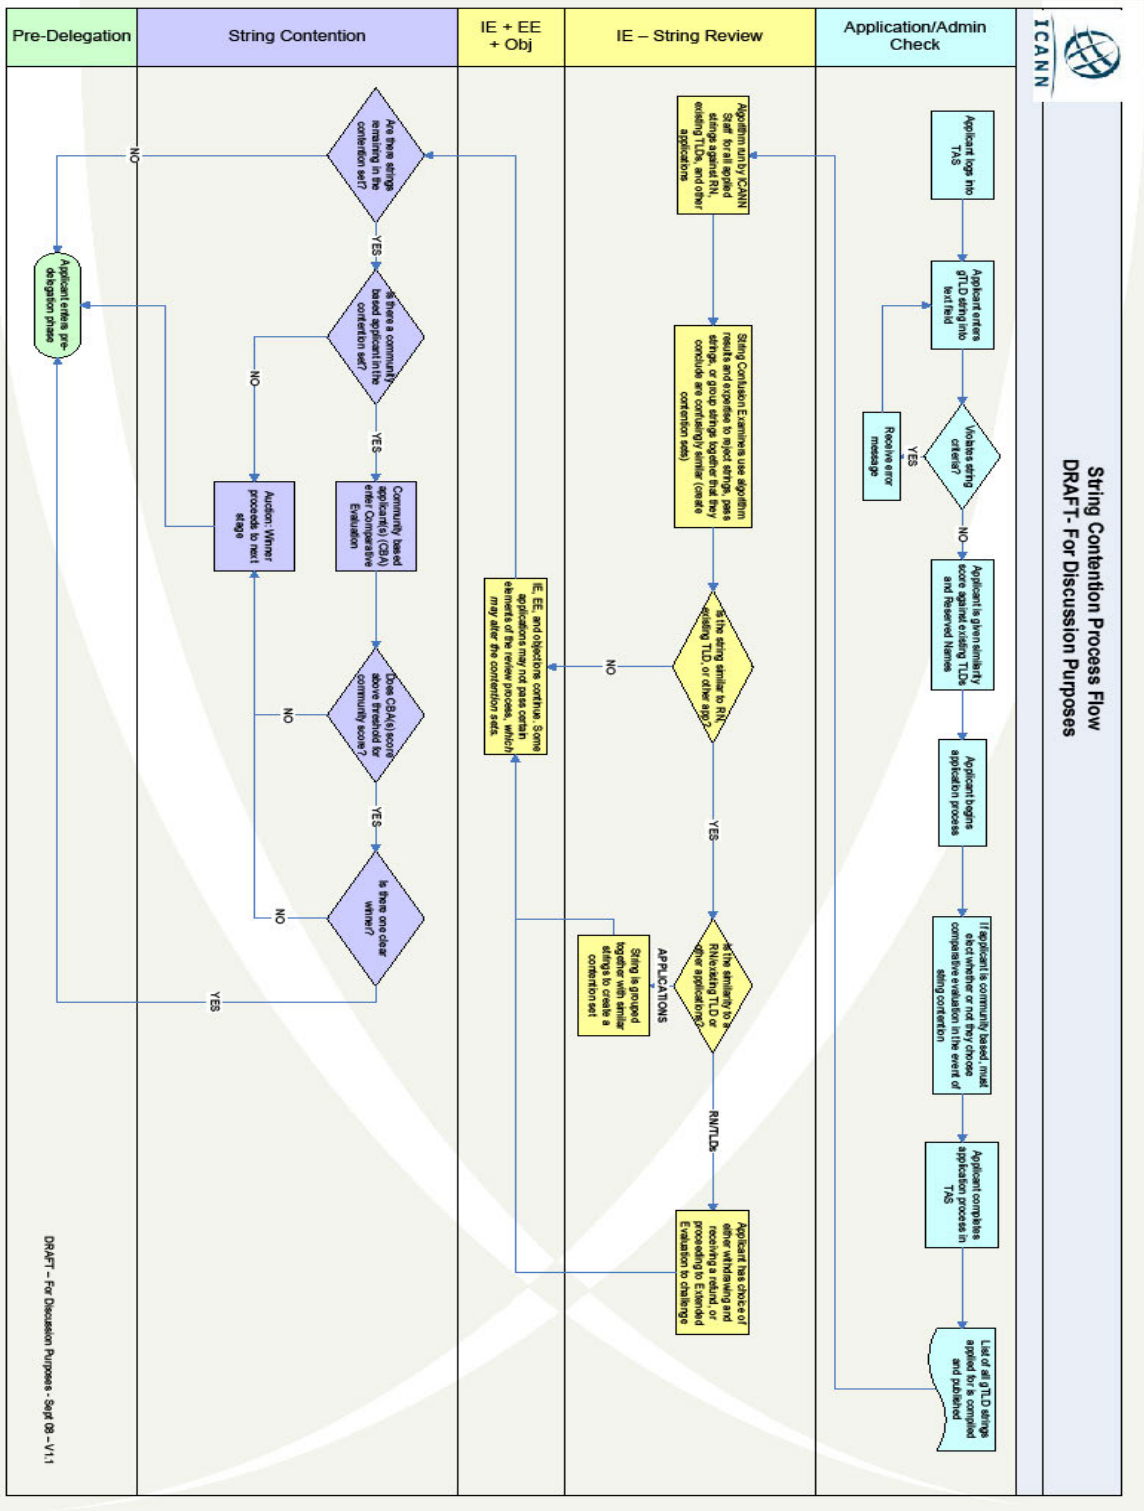 ICANN
String Contention Process Flow
DRAFT- For Discussion Purposes
Application/Admin
Check
Applicant logs into
TAS
Applicant enters
gTLD string into
text field
Violates string
criteria?
YES
Receive error
message
NO
Applicant is given similarity
score against existing TLDs
and Reserved Names
Applicant begins
application process
If applicant is community based, must
elect whether or not they choose
comparative evaluation in the event of
string contention
Applicant completes
application process in
TAS
List of all gTLD strings
applied for is compiled
and published
IE – String Review
Algorithm run by ICANN
Staff for all applied
strings against RN,
existing TLDs, and other
applications
String Confusion Examiners use algorithm
results and expertise to reject strings, pass
strings, or group strings together that they
conclude are confusingly similar (create
contention sets)
Is the string similar to RN,
existing TLD, or other app?
NO
YES
Is the similarity to a
RN/existing TLD or
other applications?
APPLICATIONS
String is grouped
together with similar
strings to create a
contention set
RN/TLDs
Applicant has choice of
either withdrawing and
receiving a refund, or
proceeding to Extended
Evaluation to challenge
IE + EE
+ Obj
IE, EE, and objections continue. Some
applications may not pass certain
elements of the review process, which
may alter the contention sets.
String Contention
Are there strings
remaining in the
contention set?
NO
YES
Is there a community
based applicant in the
contention set?
NO
YES
Community based
applicant(s) (CBA)
enter Comparative
Evaluation
Auction: Winner
proceeds to next
stage
Does CBA(s) score
above threshold for
community score?
NO
YES
Is there one clear
winner?
NO
YES
Pre-Delegation
Applicant enters pre-
delegation phase
DRAFT – For Discussion Purposes - Sept 08 – V1.1